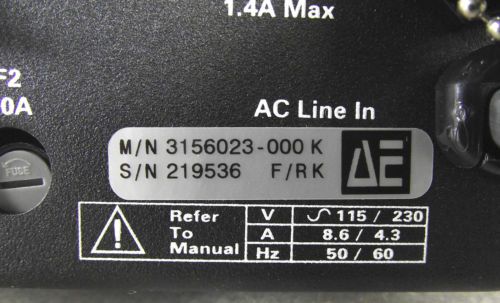 1.4A Max
F2
0A
AC Line In
FUSE
M/N 3156023-000 K
S/N 219536 F/R K
AE
Refer To Manual
V ∿ 115 / 230
A 8.6 / 4.3
Hz 50 / 60